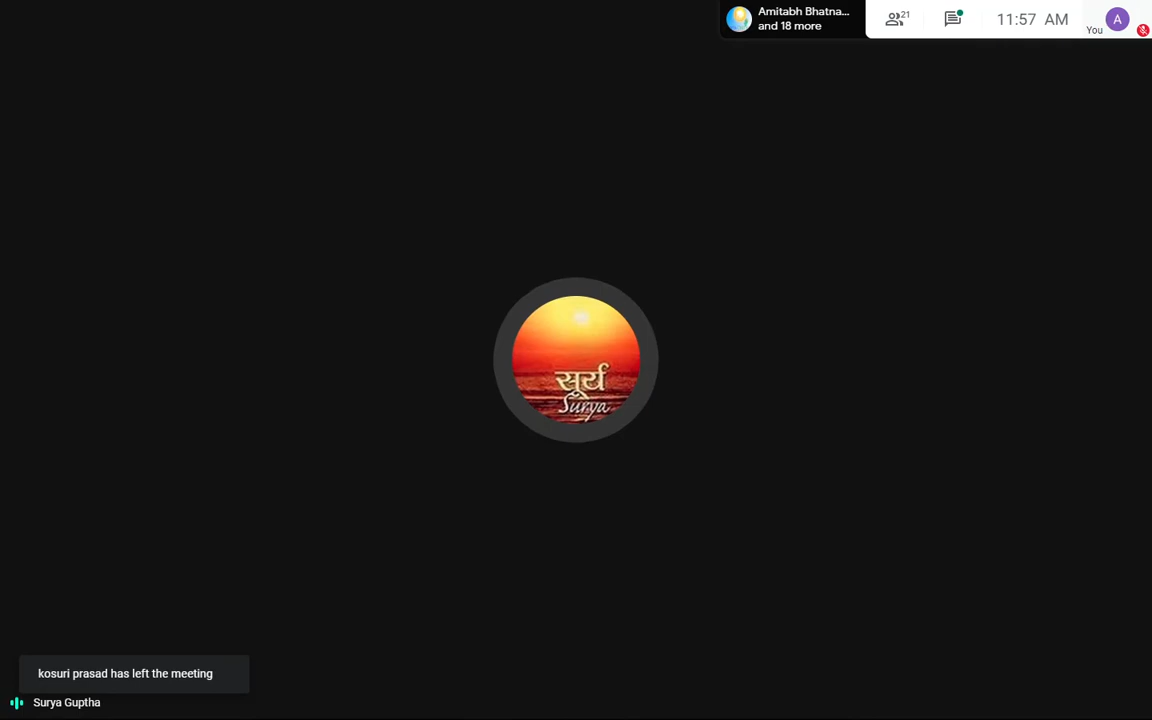 Amitabh Bhatna...
and 18 more
21
11:57 AM
You
A
सूर्य
Surya
kosuri prasad has left the meeting
Surya Guptha